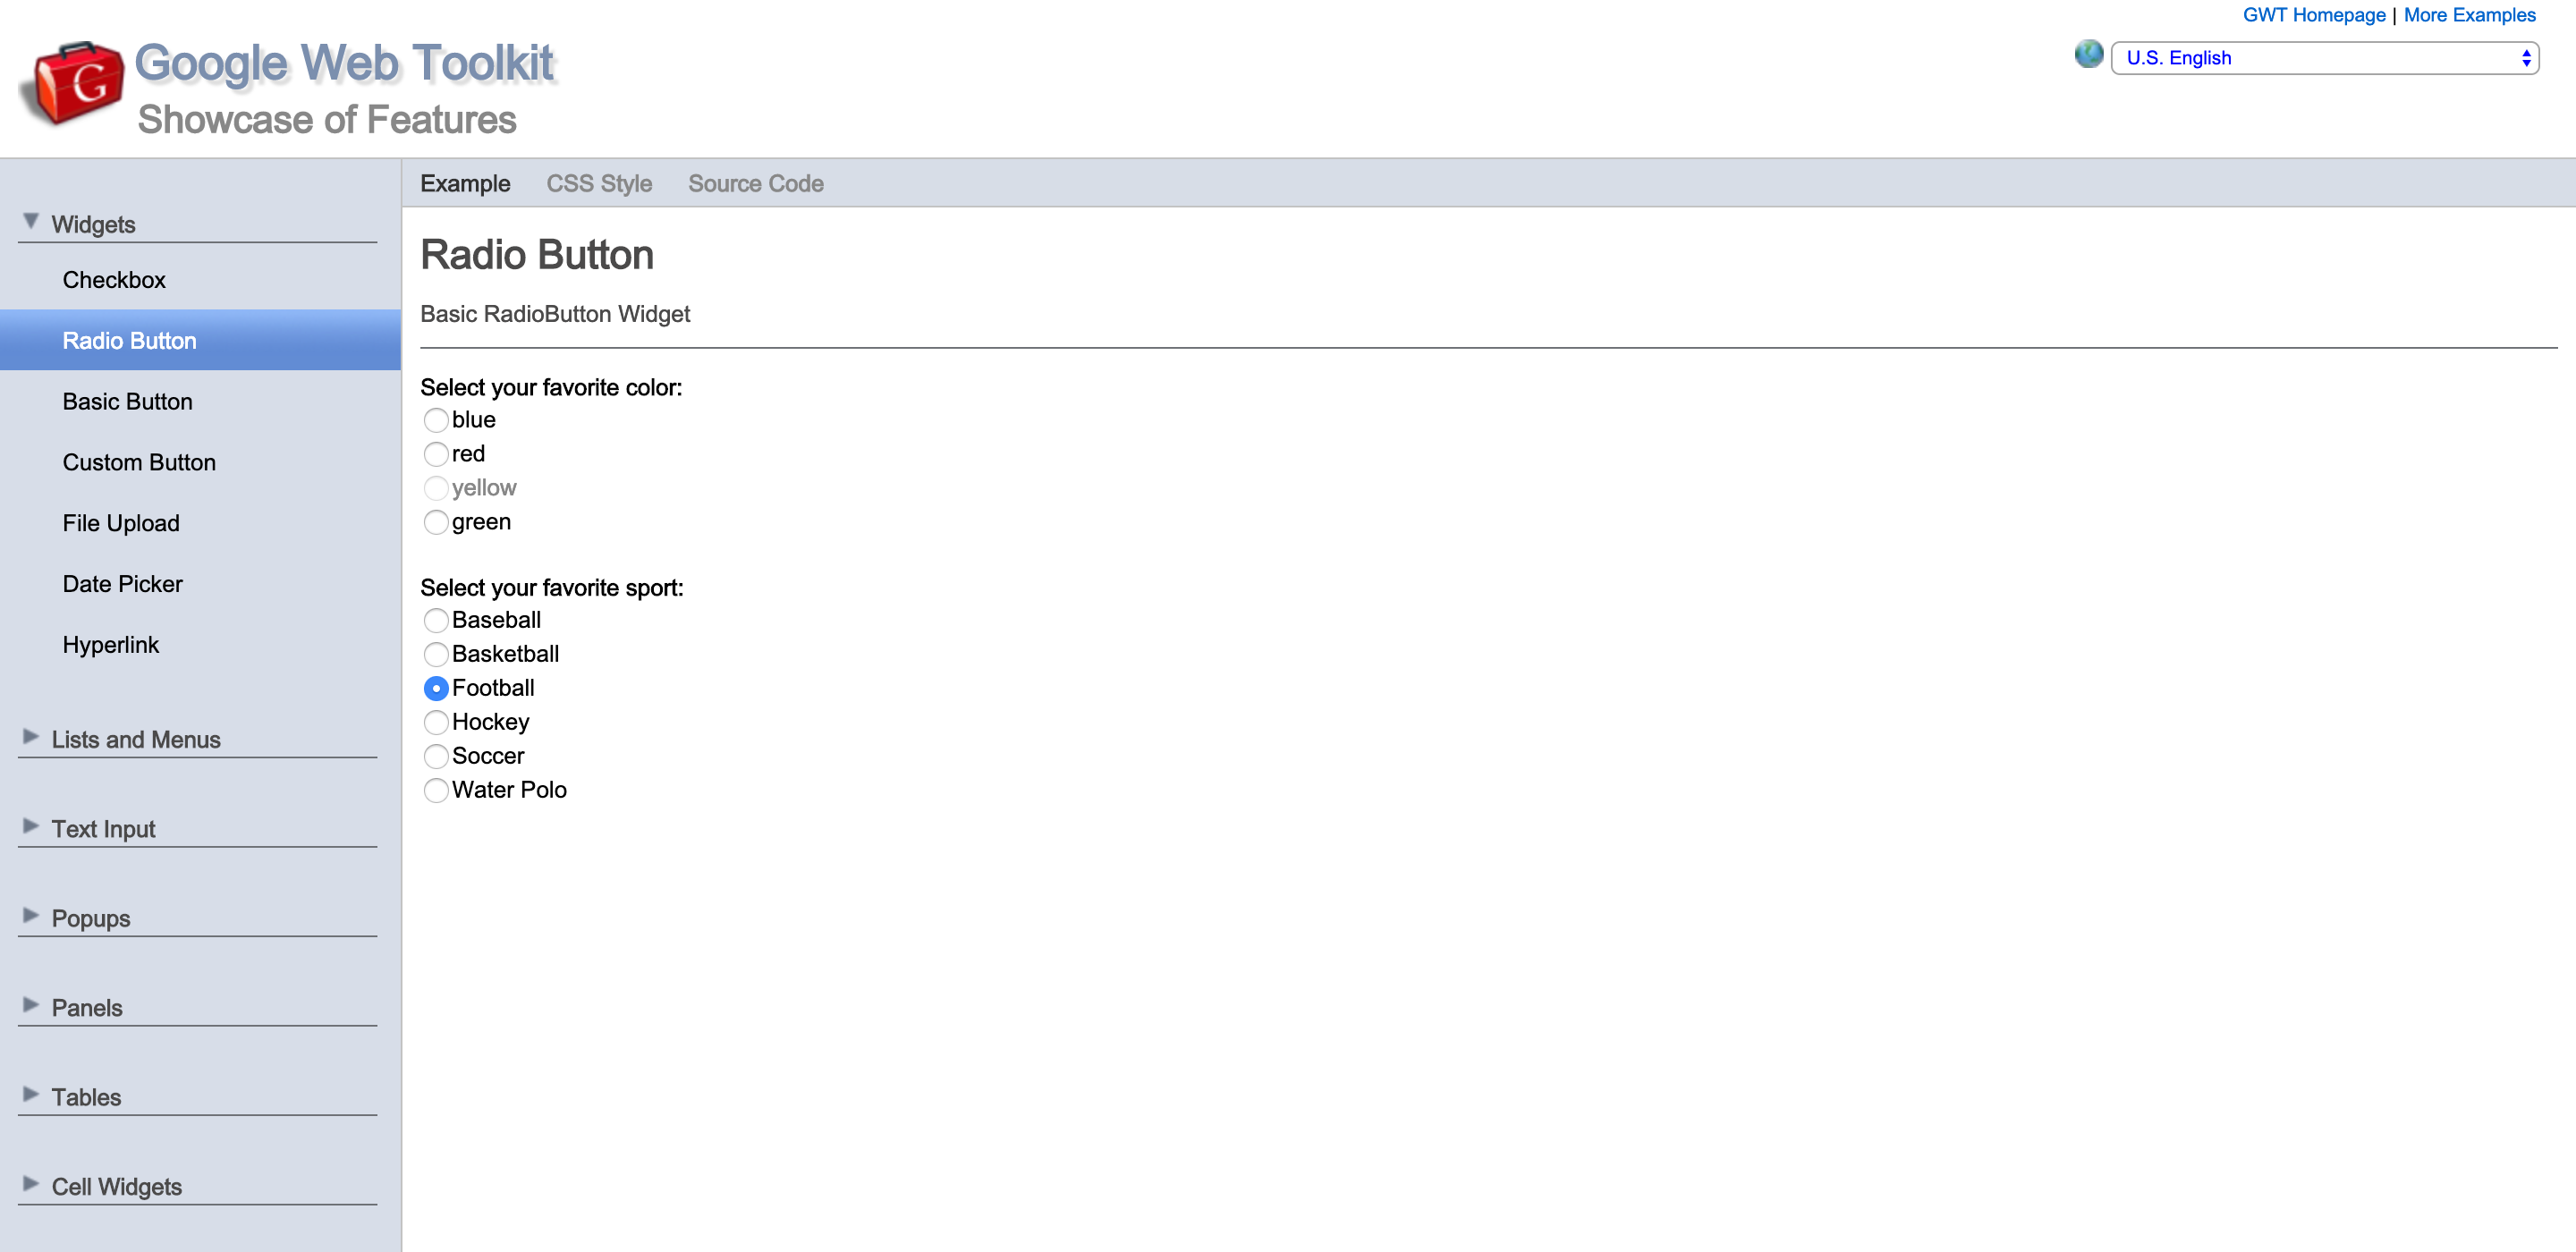 GWT Homepage | More Examples
U.S. English
G
Google Web Toolkit
Showcase of Features
Example CSS Style Source Code
Widgets
Checkbox
Radio Button
Basic Button
Custom Button
File Upload
Date Picker
Hyperlink
Lists and Menus
Text Input
Popups
Panels
Tables
Cell Widgets
Radio Button
Basic RadioButton Widget
Select your favorite color:
blue
red
yellow
green
Select your favorite sport:
Baseball
Basketball
Football
Hockey
Soccer
Water Polo